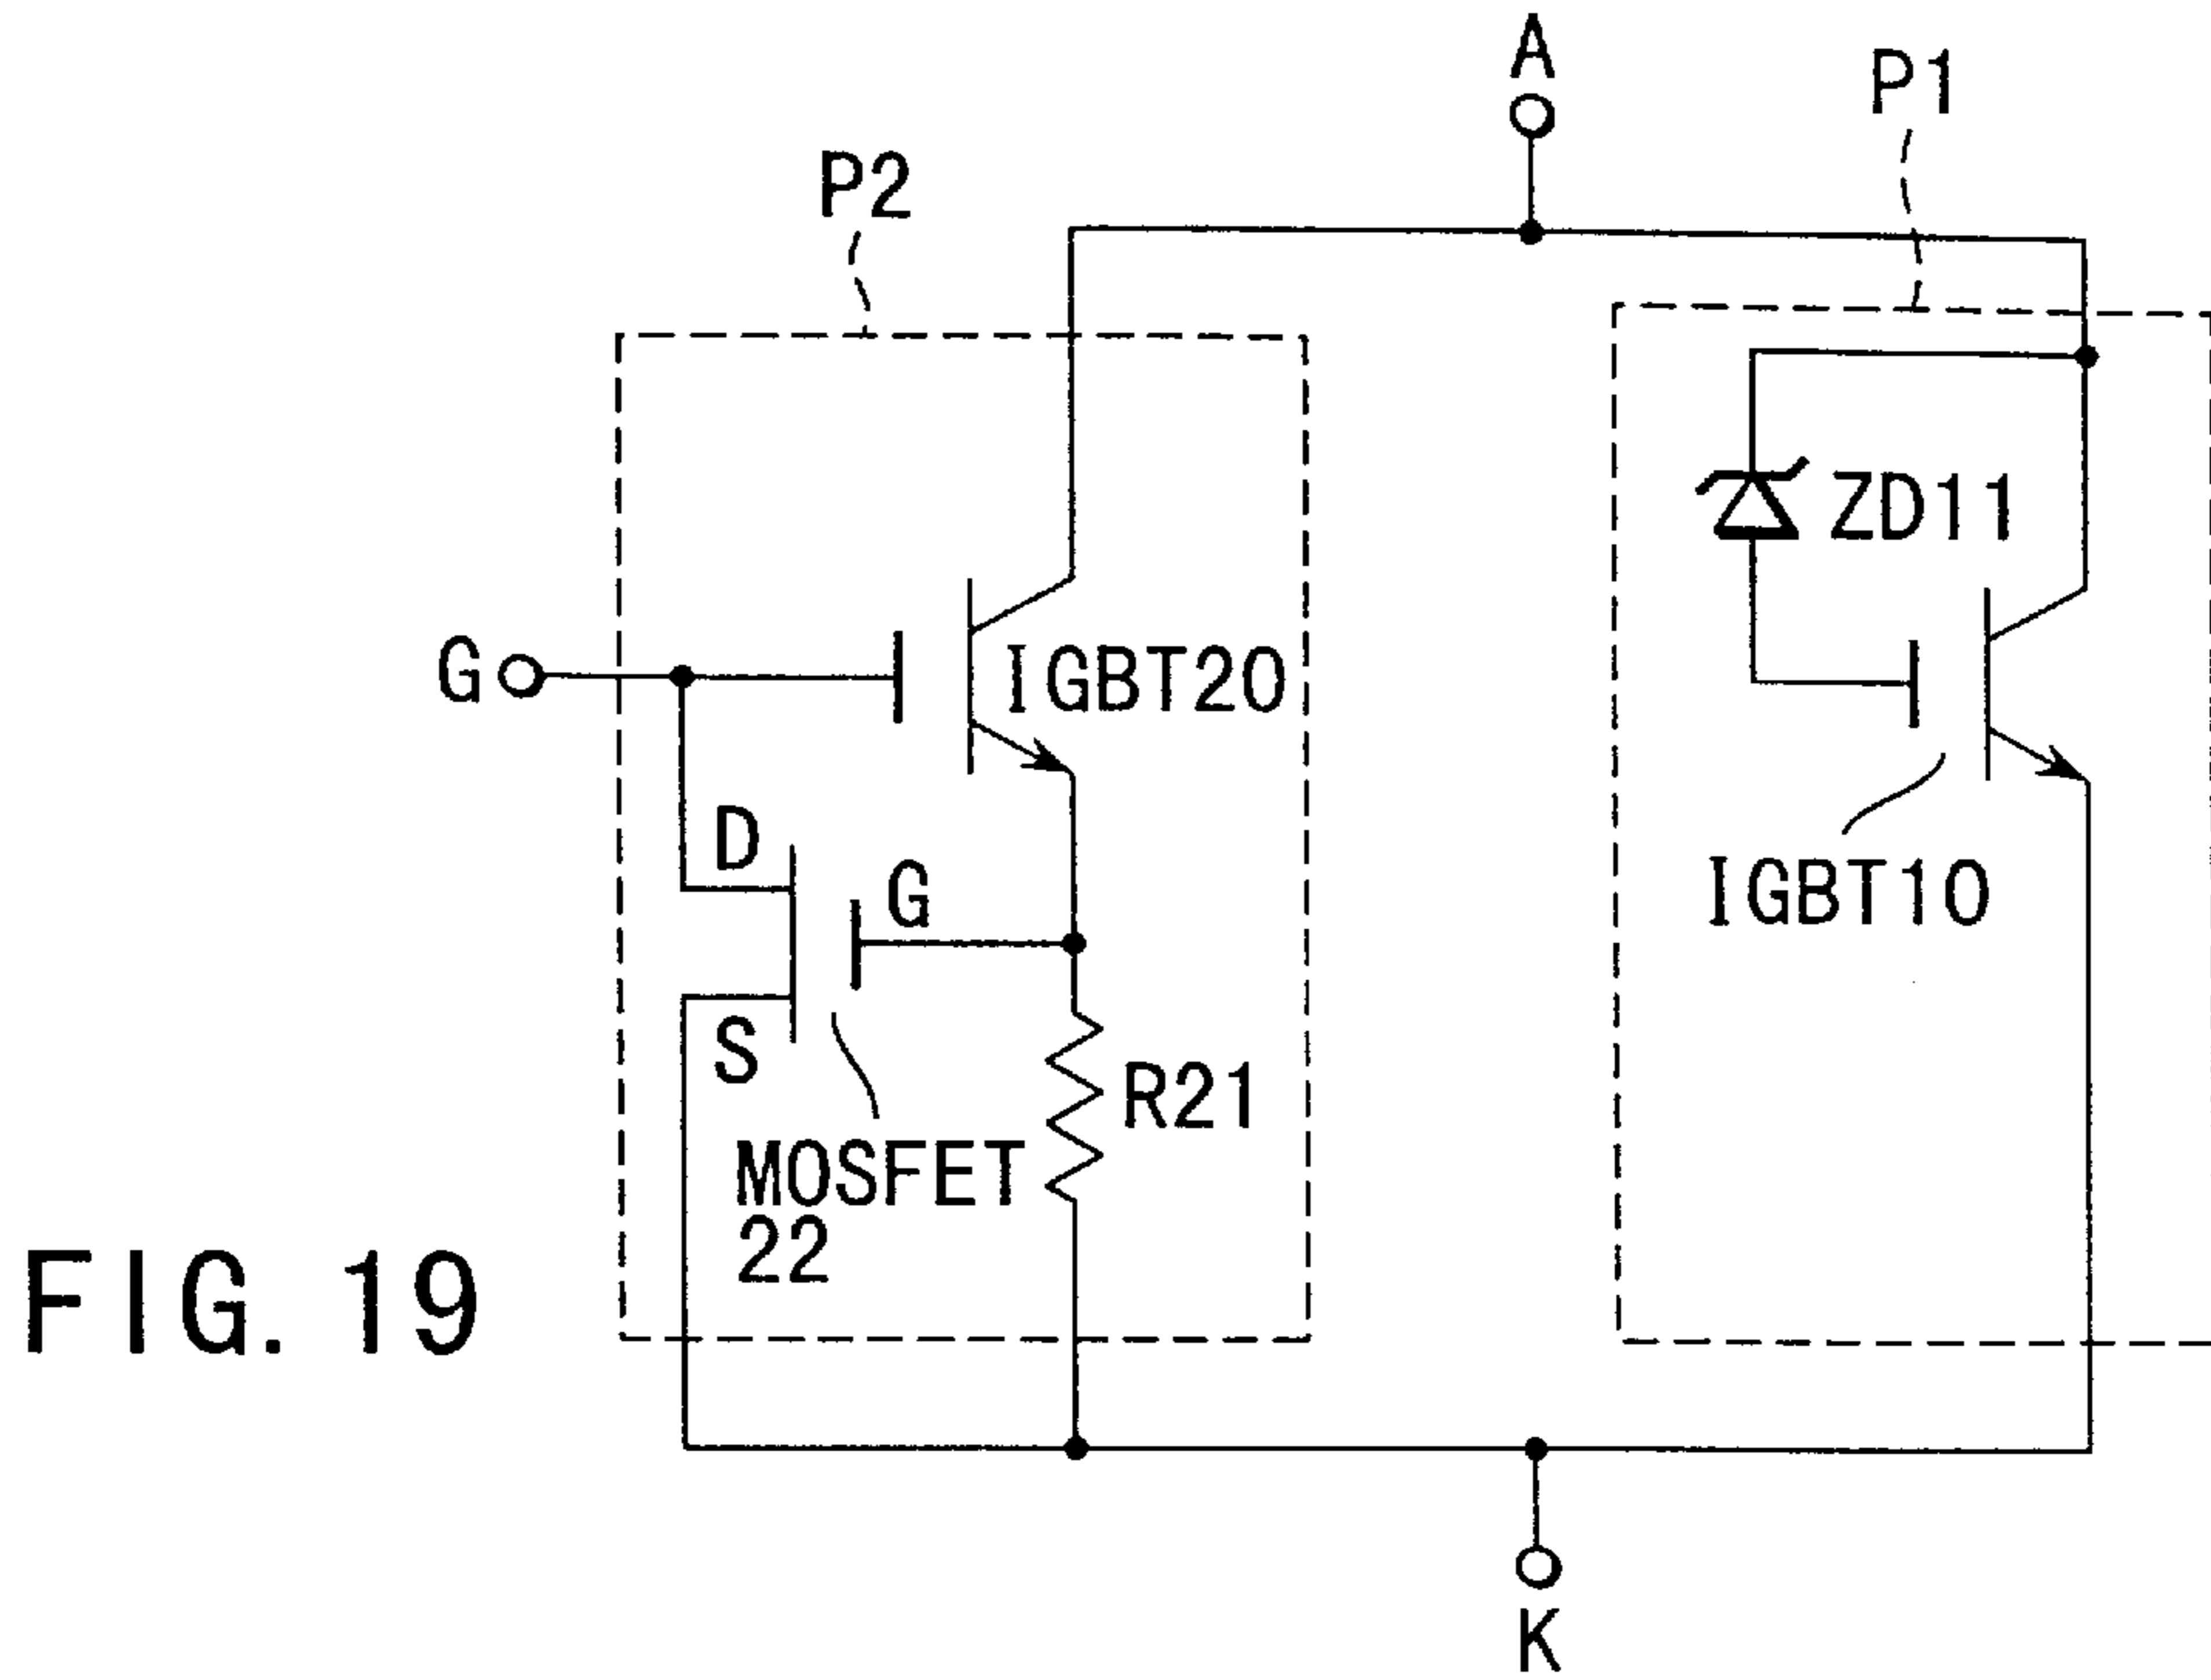 A
P1
P2
ZD11
G
IGBT20
D
G
IGBT10
S
R21
MOSFET
22
FIG. 19
K